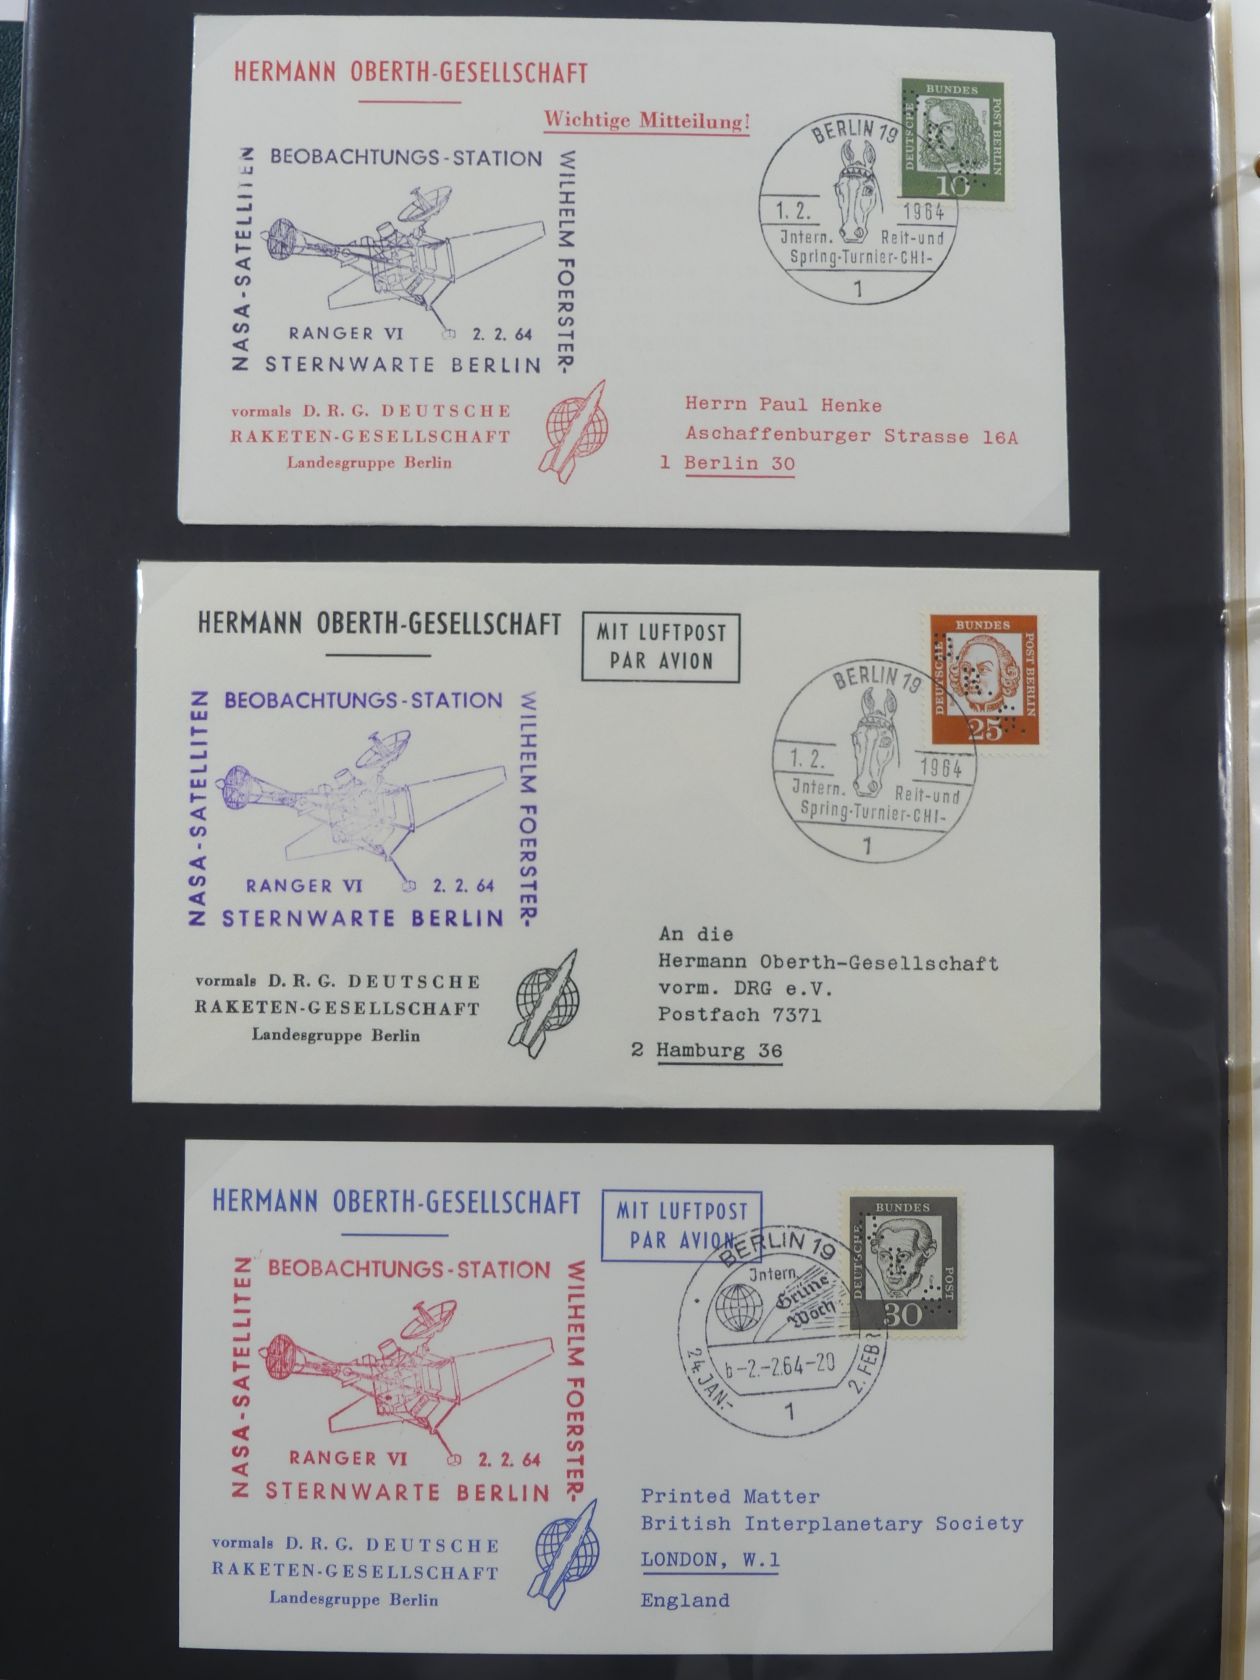 HERMANN OBERTH-GESELLSCHAFT
Wichtige Mitteilung!
BEOBACHTUNGS-STATION
WILHELM FOERSTER-
NASA-SATELLITEN
RANGER VI 2. 2. 64
STERNWARTE BERLIN
vormals D. R. G. DEUTSCHE
RAKETEN-GESELLSCHAFT
Landesgruppe Berlin
DEUTSCHE
BUNDES
POST BERLIN
10
BERLIN 19
1. 2. 1964
Intern. Reit-und
Spring-Turnier-CHI-
1
Herrn Paul Henke
Aschaffenburger Strasse 16A
1 Berlin 30
HERMANN OBERTH-GESELLSCHAFT
MIT LUFTPOST
PAR AVION
BEOBACHTUNGS-STATION
WILHELM FOERSTER-
NASA-SATELLITEN
RANGER VI 2. 2. 64
STERNWARTE BERLIN
vormals D. R. G. DEUTSCHE
RAKETEN-GESELLSCHAFT
Landesgruppe Berlin
DEUTSCHE
BUNDES
POST BERLIN
25
BERLIN 19
1. 2. 1964
Intern. Reit-und
Spring-Turnier-CHI-
1
An die
Hermann Oberth-Gesellschaft
vorm. DRG e.V.
Postfach 7371
2 Hamburg 36
HERMANN OBERTH-GESELLSCHAFT
MIT LUFTPOST
PAR AVION
BEOBACHTUNGS-STATION
WILHELM FOERSTER-
NASA-SATELLITEN
RANGER VI 2. 2. 64
STERNWARTE BERLIN
vormals D. R. G. DEUTSCHE
RAKETEN-GESELLSCHAFT
Landesgruppe Berlin
DEUTSCHE
BUNDES
POST
30
BERLIN 19
Intern.
Grüne
Woche
b-2.-2.64-20
24. JAN.- 2. FEB.
1
Printed Matter
British Interplanetary Society
LONDON, W.1
England